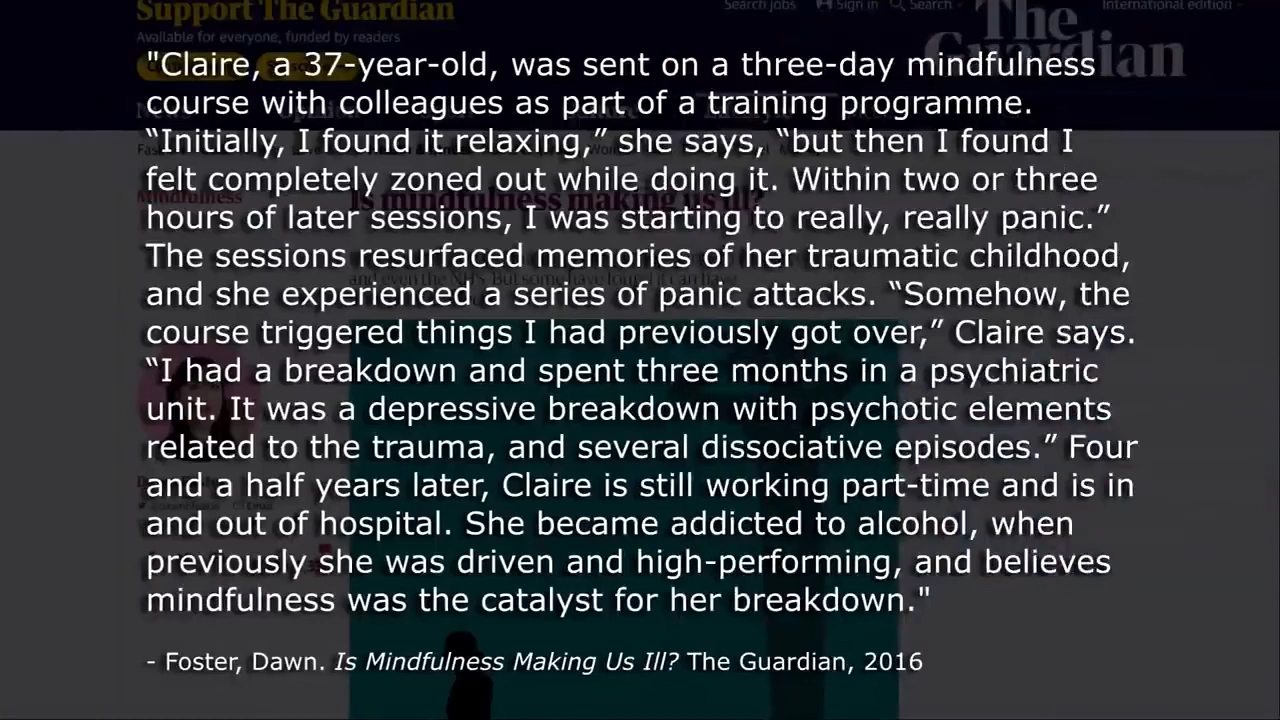 Support The Guardian
Available for everyone, funded by readers
Search jobs
Sign in
Search
International edition
The
Guardian
"Claire, a 37-year-old, was sent on a three-day mindfulness
course with colleagues as part of a training programme.
“Initially, I found it relaxing,” she says, “but then I found I
felt completely zoned out while doing it. Within two or three
hours of later sessions, I was starting to really, really panic.”
The sessions resurfaced memories of her traumatic childhood,
and she experienced a series of panic attacks. “Somehow, the
course triggered things I had previously got over,” Claire says.
“I had a breakdown and spent three months in a psychiatric
unit. It was a depressive breakdown with psychotic elements
related to the trauma, and several dissociative episodes.” Four
and a half years later, Claire is still working part-time and is in
and out of hospital. She became addicted to alcohol, when
previously she was driven and high-performing, and believes
mindfulness was the catalyst for her breakdown."
- Foster, Dawn. Is Mindfulness Making Us Ill? The Guardian, 2016
Mindfulness
Is mindfulness making us ill?